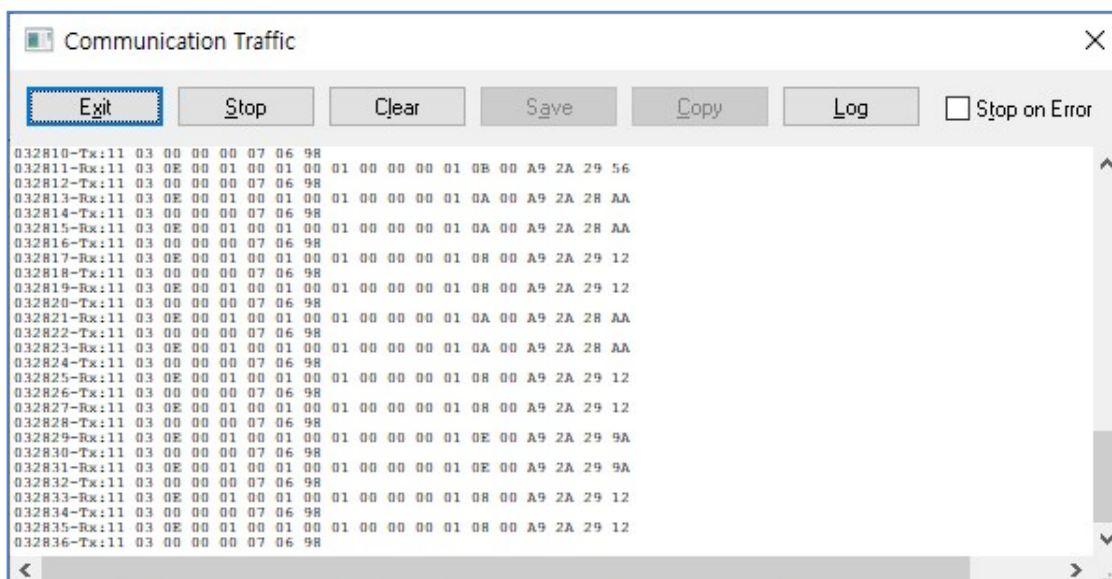 Communication Traffic
Exit Stop Clear Save Copy Log Stop on Error
032810-Tx:11 03 00 00 00 07 06 98
032811-Rx:11 03 0E 00 01 00 01 00 01 00 00 00 01 0B 00 A9 2A 29 56
032812-Tx:11 03 00 00 00 07 06 98
032813-Rx:11 03 0E 00 01 00 01 00 01 00 00 00 01 0A 00 A9 2A 28 AA
032814-Tx:11 03 00 00 00 07 06 98
032815-Rx:11 03 0E 00 01 00 01 00 01 00 00 00 01 0A 00 A9 2A 28 AA
032816-Tx:11 03 00 00 00 07 06 98
032817-Rx:11 03 0E 00 01 00 01 00 01 00 00 00 01 08 00 A9 2A 29 12
032818-Tx:11 03 00 00 00 07 06 98
032819-Rx:11 03 0E 00 01 00 01 00 01 00 00 00 01 08 00 A9 2A 29 12
032820-Tx:11 03 00 00 00 07 06 98
032821-Rx:11 03 0E 00 01 00 01 00 01 00 00 00 01 0A 00 A9 2A 28 AA
032822-Tx:11 03 00 00 00 07 06 98
032823-Rx:11 03 0E 00 01 00 01 00 01 00 00 00 01 0A 00 A9 2A 28 AA
032824-Tx:11 03 00 00 00 07 06 98
032825-Rx:11 03 0E 00 01 00 01 00 01 00 00 00 01 08 00 A9 2A 29 12
032826-Tx:11 03 00 00 00 07 06 98
032827-Rx:11 03 0E 00 01 00 01 00 01 00 00 00 01 08 00 A9 2A 29 12
032828-Tx:11 03 00 00 00 07 06 98
032829-Rx:11 03 0E 00 01 00 01 00 01 00 00 00 01 0E 00 A9 2A 29 9A
032830-Tx:11 03 00 00 00 07 06 98
032831-Rx:11 03 0E 00 01 00 01 00 01 00 00 00 01 0E 00 A9 2A 29 9A
032832-Tx:11 03 00 00 00 07 06 98
032833-Rx:11 03 0E 00 01 00 01 00 01 00 00 00 01 08 00 A9 2A 29 12
032834-Tx:11 03 00 00 00 07 06 98
032835-Rx:11 03 0E 00 01 00 01 00 01 00 00 00 01 08 00 A9 2A 29 12
032836-Tx:11 03 00 00 00 07 06 98